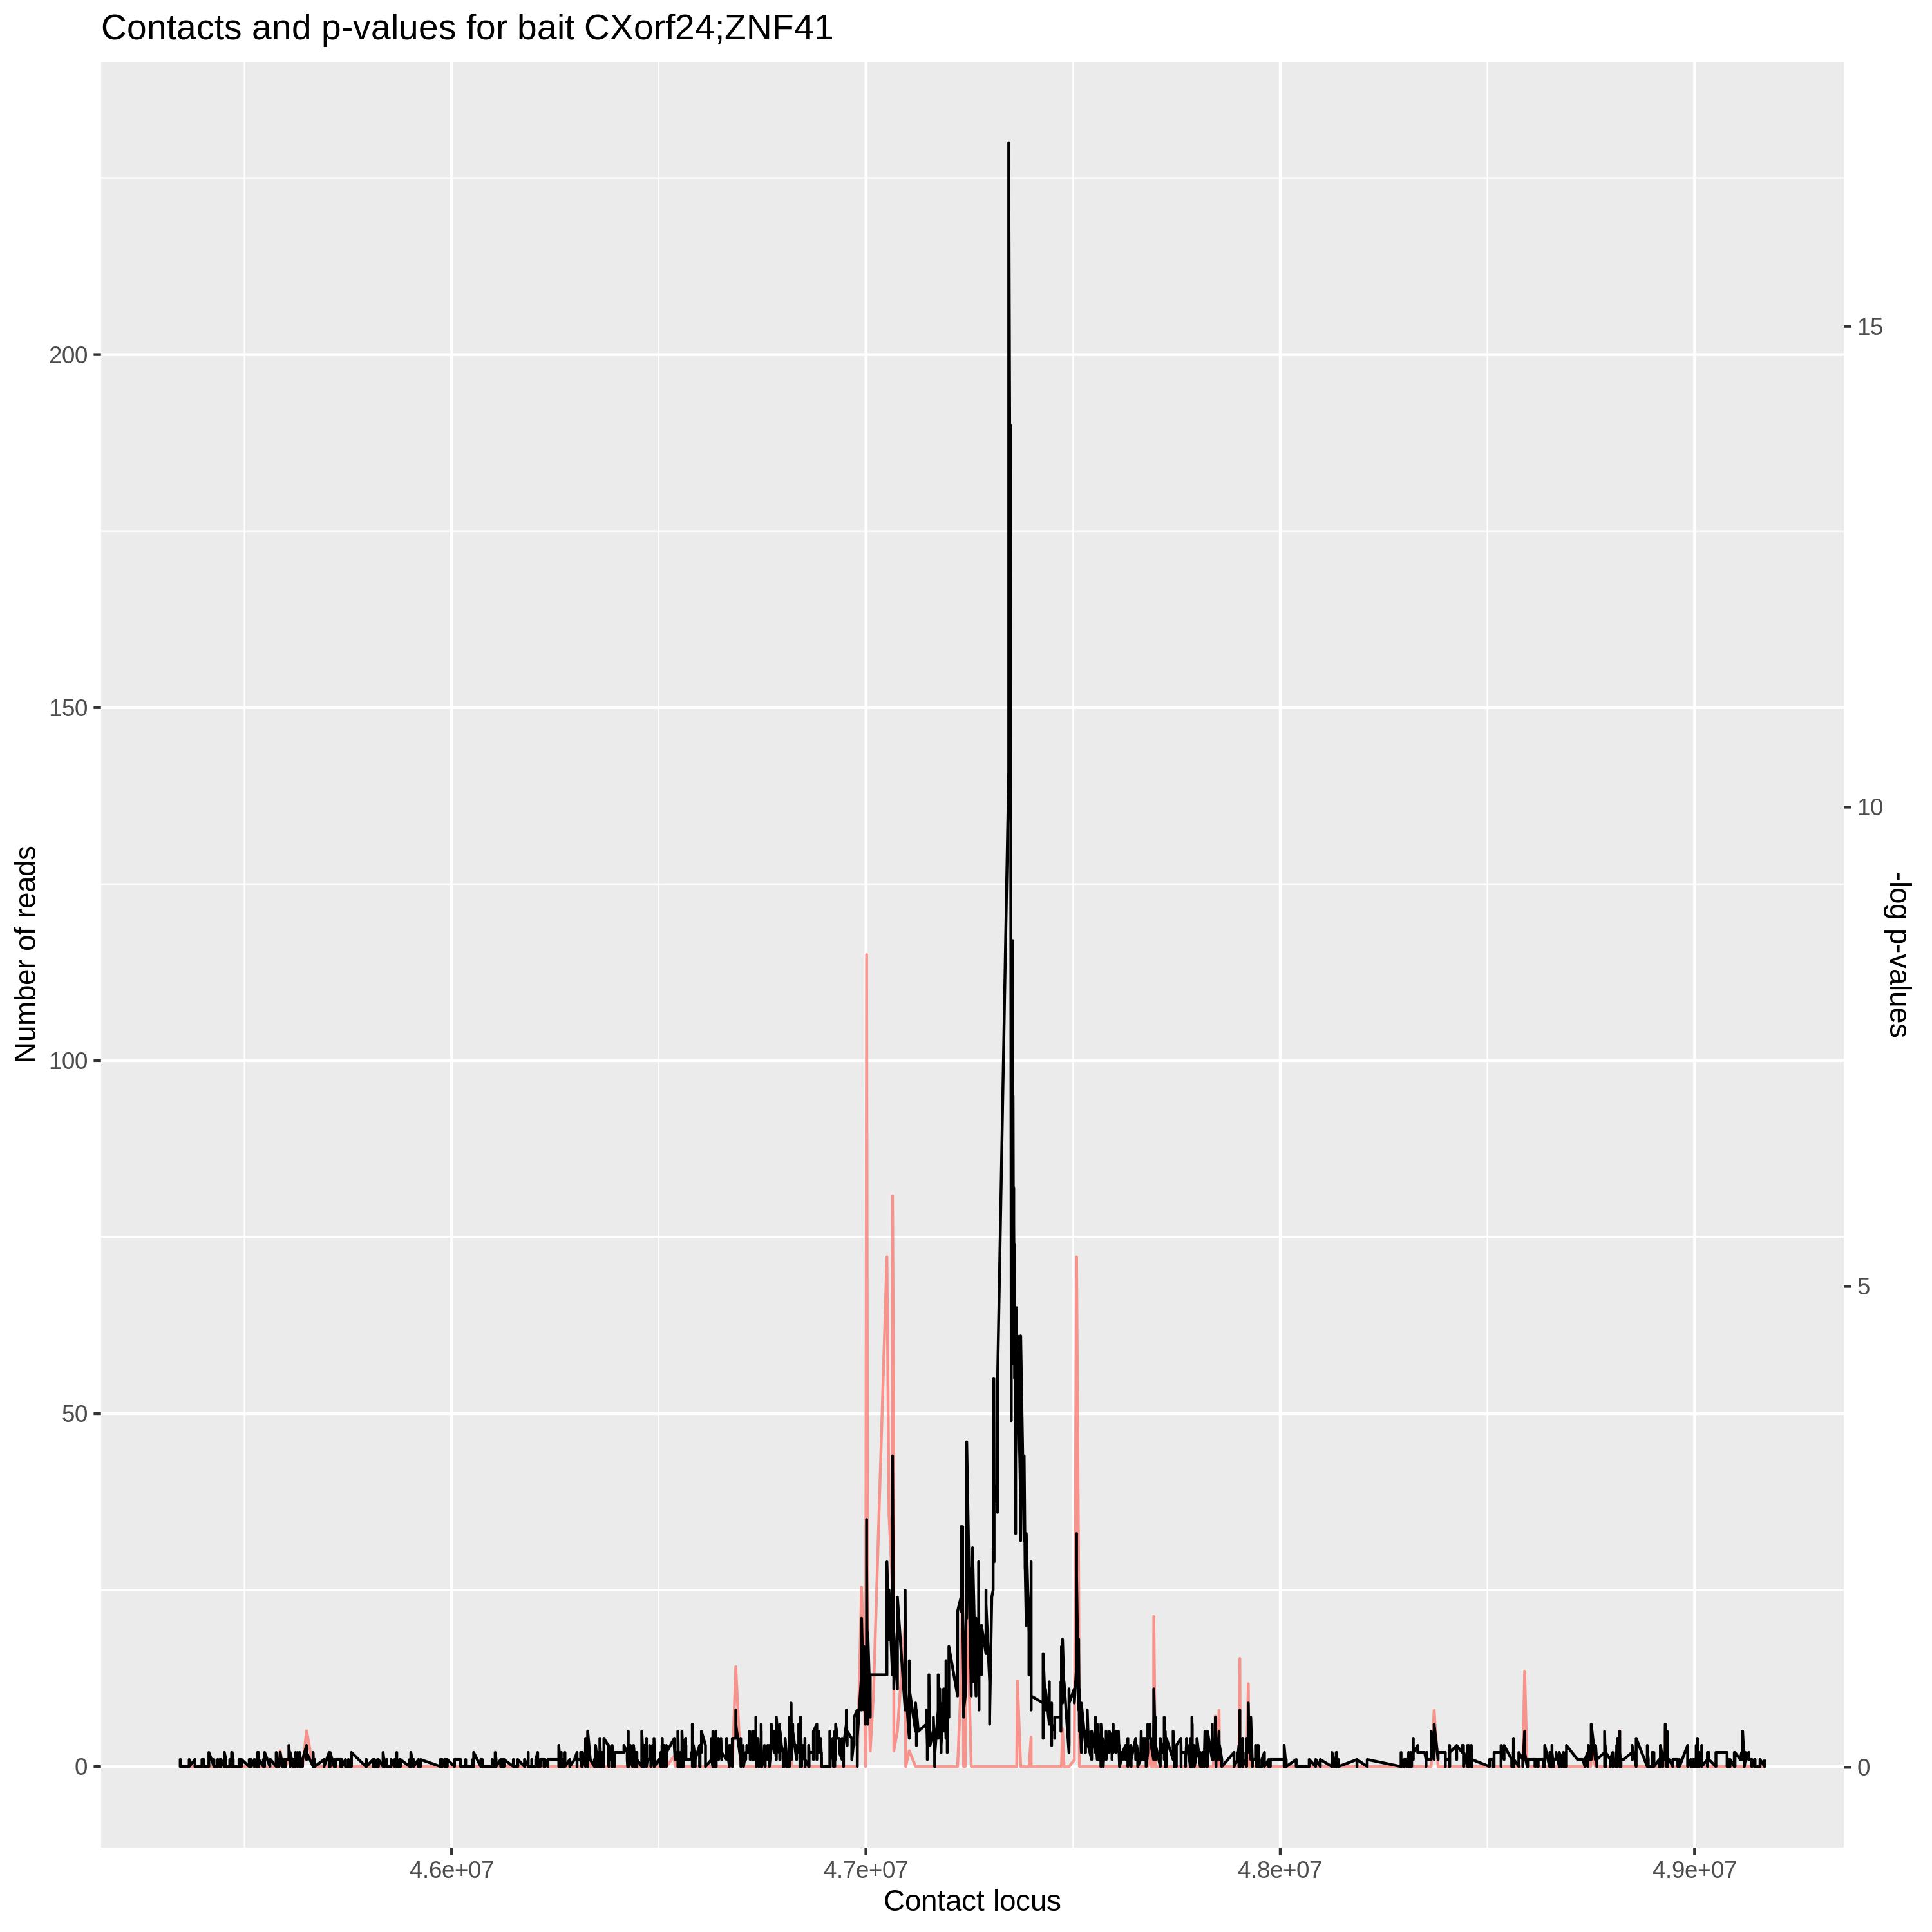 Contacts and p-values for bait CXorf24;ZNF41
200
150
100
50
0
15
10
5
0
Number of reads
-log p-values
4.6e+07
4.7e+07
4.8e+07
4.9e+07
Contact locus